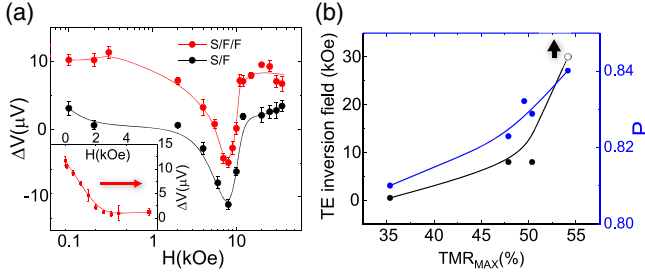 (a)
S/F/F
S/F
ΔV(μV)
10
0
-10
0.1
1
10
H(kOe)
0 2 4
H(kOe)
15
10
5
0
ΔV(μV)
(b)
TE inversion field (kOe)
30
20
10
0
35 40 45 50 55
TMR_MAX(%)
0.84
0.82
0.80
P